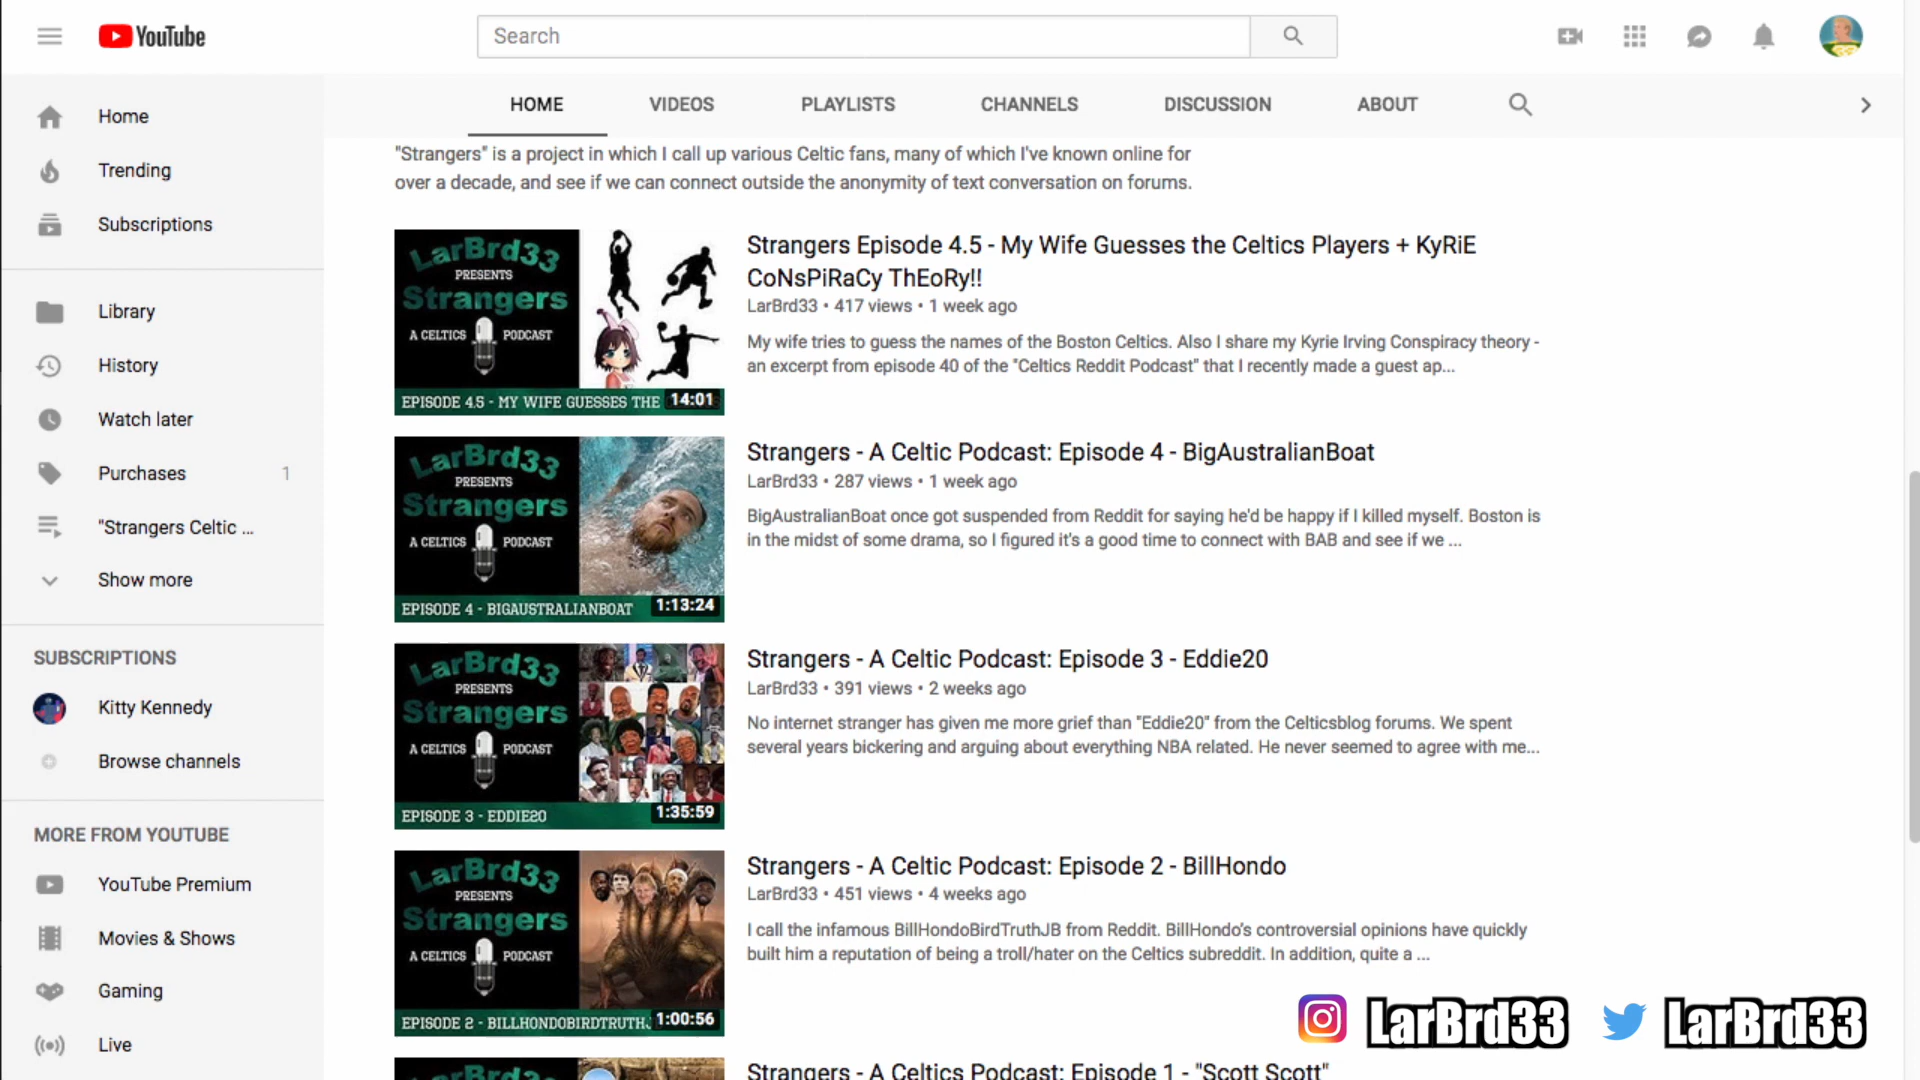 YouTube
Search
Home
Trending
Subscriptions
Library
History
Watch later
Purchases 1
"Strangers Celtic ...
Show more
SUBSCRIPTIONS
Kitty Kennedy
Browse channels
MORE FROM YOUTUBE
YouTube Premium
Movies & Shows
Gaming
Live
HOME VIDEOS PLAYLISTS CHANNELS DISCUSSION ABOUT
"Strangers" is a project in which I call up various Celtic fans, many of which I've known online for
over a decade, and see if we can connect outside the anonymity of text conversation on forums.
LarBrd33
PRESENTS
Strangers
A CELTICS PODCAST
EPISODE 4.5 - MY WIFE GUESSES THE
14:01
Strangers Episode 4.5 - My Wife Guesses the Celtics Players + KyRiE
CoNsPiRaCy ThEoRy!!
LarBrd33 • 417 views • 1 week ago
My wife tries to guess the names of the Boston Celtics. Also I share my Kyrie Irving Conspiracy theory -
an excerpt from episode 40 of the "Celtics Reddit Podcast" that I recently made a guest ap...
LarBrd33
PRESENTS
Strangers
A CELTICS PODCAST
EPISODE 4 - BIGAUSTRALIANBOAT
1:13:24
Strangers - A Celtic Podcast: Episode 4 - BigAustralianBoat
LarBrd33 • 287 views • 1 week ago
BigAustralianBoat once got suspended from Reddit for saying he'd be happy if I killed myself. Boston is
in the midst of some drama, so I figured it's a good time to connect with BAB and see if we ...
LarBrd33
PRESENTS
Strangers
A CELTICS PODCAST
EPISODE 3 - EDDIE20
1:35:59
Strangers - A Celtic Podcast: Episode 3 - Eddie20
LarBrd33 • 391 views • 2 weeks ago
No internet stranger has given me more grief than "Eddie20" from the Celticsblog forums. We spent
several years bickering and arguing about everything NBA related. He never seemed to agree with me...
LarBrd33
PRESENTS
Strangers
A CELTICS PODCAST
EPISODE 2 - BILLHONDOBIRDTRUTHJ
1:00:56
Strangers - A Celtic Podcast: Episode 2 - BillHondo
LarBrd33 • 451 views • 4 weeks ago
I call the infamous BillHondoBirdTruthJB from Reddit. BillHondo's controversial opinions have quickly
built him a reputation of being a troll/hater on the Celtics subreddit. In addition, quite a ...
LarBrd33 LarBrd33
LarBrd33
Strangers - A Celtics Podcast: Episode 1 - "Scott Scott"